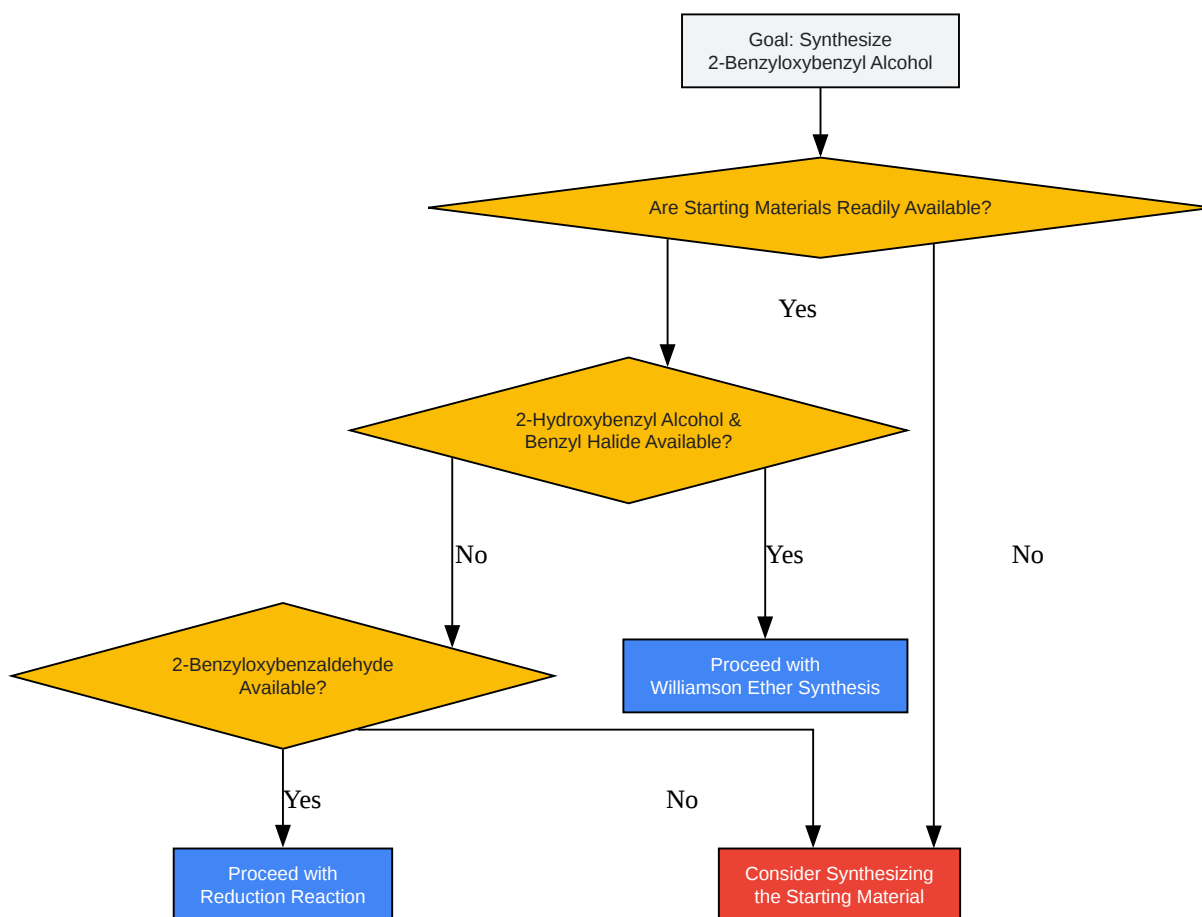 Goal: Synthesize
2-Benzyloxybenzyl Alcohol
Are Starting Materials Readily Available?
Yes
2-Hydroxybenzyl Alcohol &
Benzyl Halide Available?
No
Yes
No
2-Benzyloxybenzaldehyde
Available?
Proceed with
Williamson Ether Synthesis
Yes
No
Proceed with
Reduction Reaction
Consider Synthesizing
the Starting Material